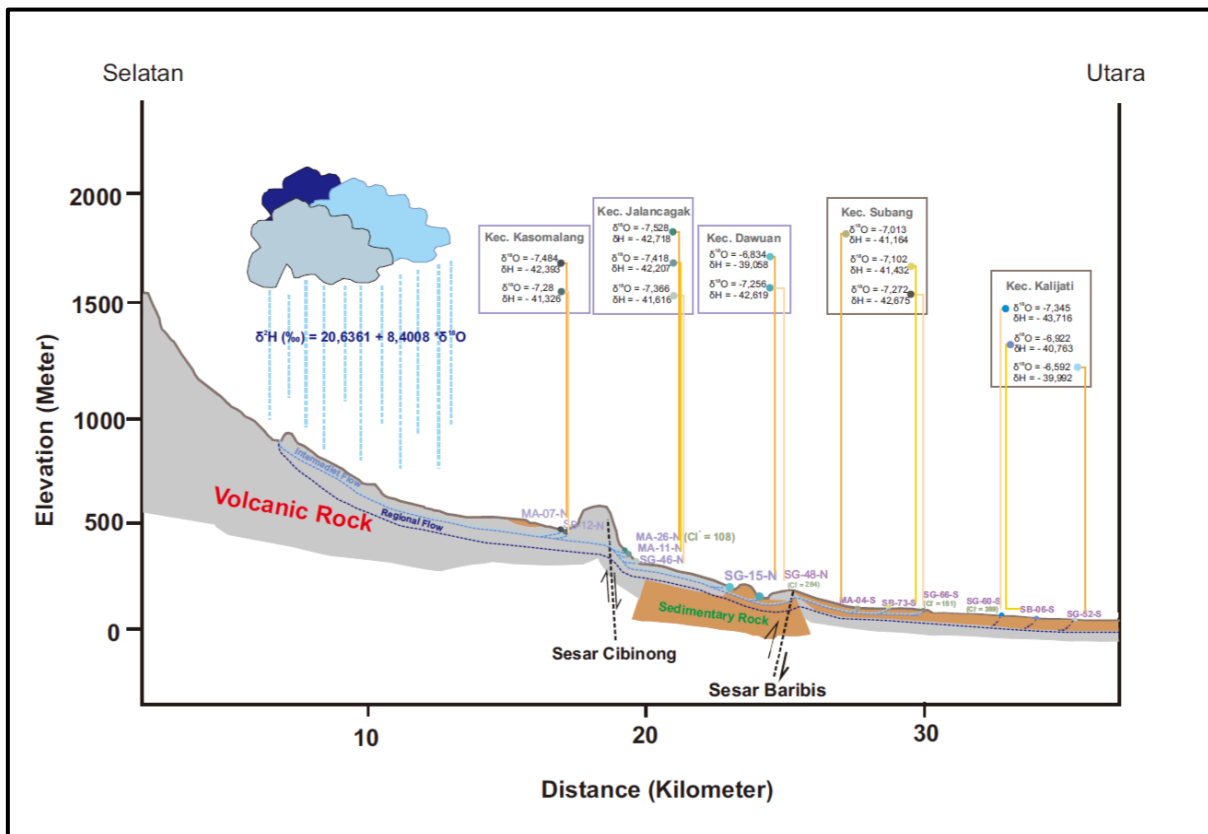 Selatan
Utara
2000
1500
1000
500
0
Elevation (Meter)
10
20
30
Distance (Kilometer)
δ²H (‰) = 20,6361 + 8,4008 *δ¹⁸O
Kec. Kasomalang
δ¹⁸O = -7,484
δH = - 42,393
δ¹⁸O = -7,28
δH = - 41,326
Kec. Jalancagak
δ¹⁸O = -7,528
δH = - 42,718
δ¹⁸O = -7,418
δH = - 42,207
δ¹⁸O = -7,366
δH = - 41,616
Kec. Dawuan
δ¹⁸O = -6,834
δH = - 39,058
δ¹⁸O = -7,256
δH = - 42,619
Kec. Subang
δ¹⁸O = -7,013
δH = - 41,164
δ¹⁸O = -7,102
δH = - 41,432
δ¹⁸O = -7,272
δH = - 42,675
Kec. Kalijati
δ¹⁸O = -7,345
δH = - 43,716
δ¹⁸O = -6,922
δH = - 40,763
δ¹⁸O = -6,592
δH = - 39,992
Intermediet Flow
Regional Flow
Volcanic Rock
MA-07-N
12-N
MA-26-N (Cl⁻ = 108)
MA-11-N
SG-46-N
SG-15-N
SG-48-N
(Cl⁻ = 284)
MA-04-S
SB-73-S
SG-66-S
(Cl⁻ = 181)
SG-60-S
SB-06-S
SG-52-S
Sedimentary Rock
Sesar Cibinong
Sesar Baribis